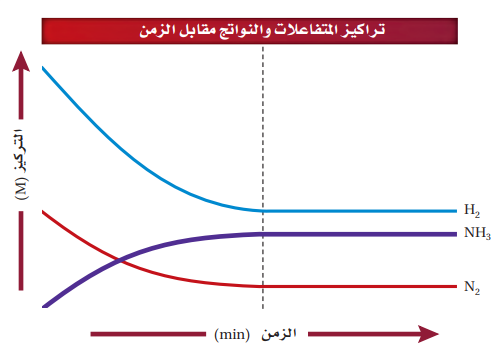 تراكيز المتفاعلات والنواتج مقابل الزمن
التركيز (M)
H₂
NH₃
N₂
الزمن (min)